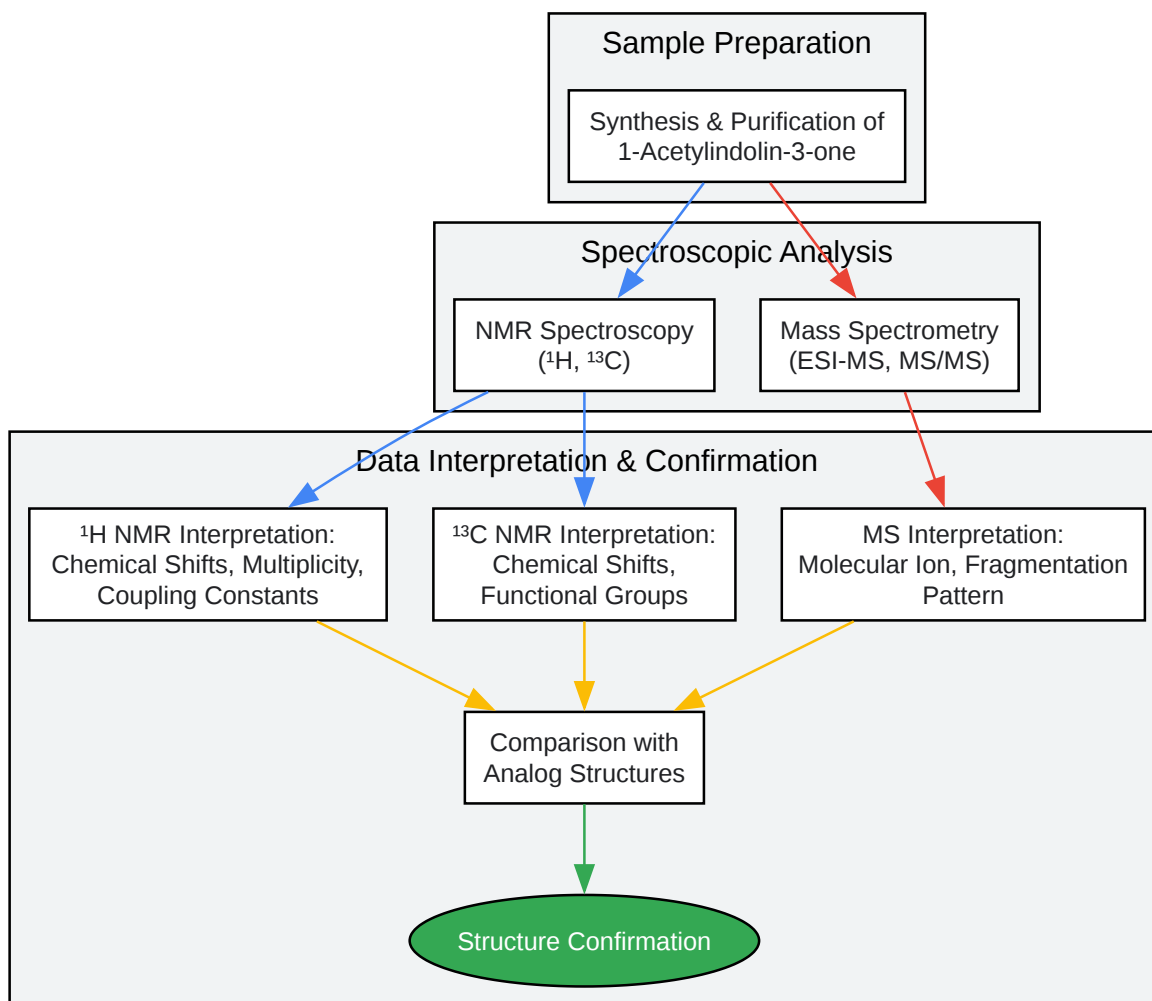 Sample Preparation
Synthesis & Purification of
1-Acetylindolin-3-one
Spectroscopic Analysis
NMR Spectroscopy
(¹H, ¹³C)
Mass Spectrometry
(ESI-MS, MS/MS)
Data Interpretation & Confirmation
¹H NMR Interpretation:
Chemical Shifts, Multiplicity,
Coupling Constants
¹³C NMR Interpretation:
Chemical Shifts,
Functional Groups
MS Interpretation:
Molecular Ion, Fragmentation
Pattern
Comparison with
Analog Structures
Structure Confirmation